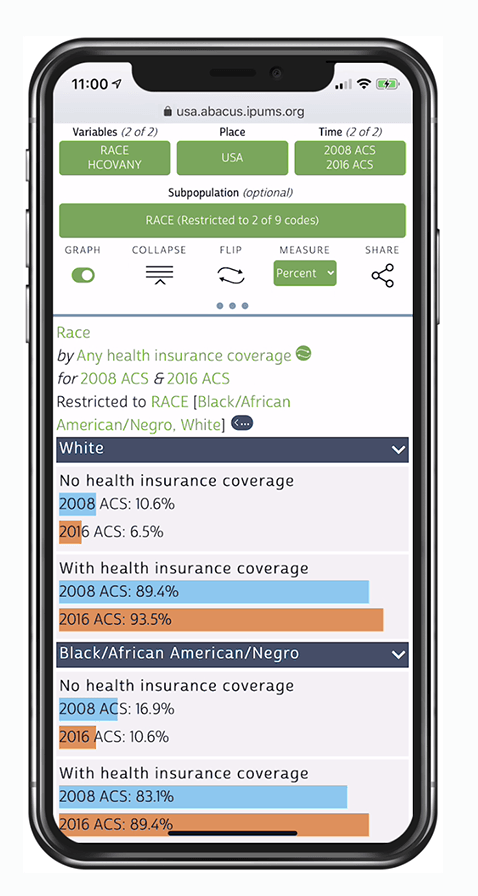 11:00
usa.abacus.ipums.org
Variables (2 of 2) Place Time (2 of 2)
RACE
HCOVANY
USA
2008 ACS
2016 ACS
Subpopulation (optional)
RACE (Restricted to 2 of 9 codes)
GRAPH COLLAPSE FLIP MEASURE SHARE
Percent
Race
by Any health insurance coverage
for 2008 ACS & 2016 ACS
Restricted to RACE [Black/African
American/Negro, White] <...
White
No health insurance coverage
2008 ACS: 10.6%
2016 ACS: 6.5%
With health insurance coverage
2008 ACS: 89.4%
2016 ACS: 93.5%
Black/African American/Negro
No health insurance coverage
2008 ACS: 16.9%
2016 ACS: 10.6%
With health insurance coverage
2008 ACS: 83.1%
2016 ACS: 89.4%